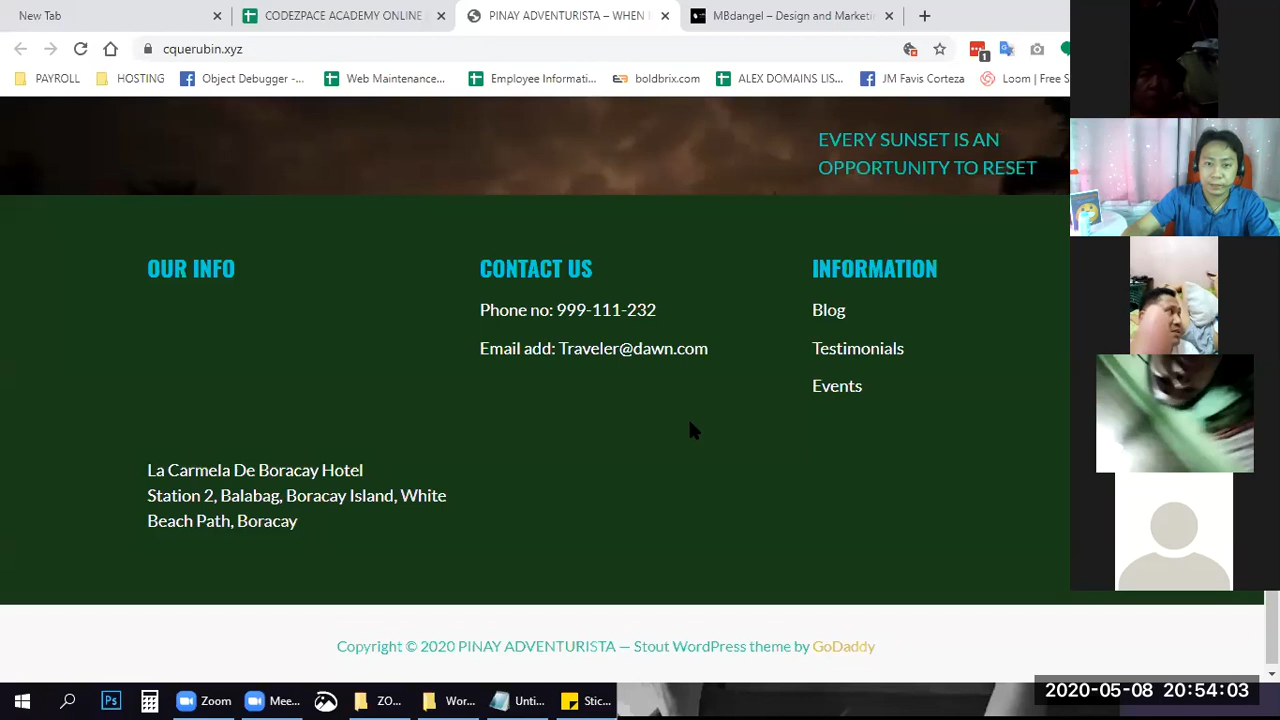 New Tab
CODEZPACE ACADEMY ONLINE
PINAY ADVENTURISTA – WHEN
MBdangel – Design and Marketi
cquerubin.xyz
1
PAYROLL
HOSTING
Object Debugger -...
Web Maintenance...
Employee Informati...
boldbrix.com
ALEX DOMAINS LIS...
JM Favis Corteza
Loom | Free S
EVERY SUNSET IS AN
OPPORTUNITY TO RESET
OUR INFO
La Carmela De Boracay Hotel
Station 2, Balabag, Boracay Island, White
Beach Path, Boracay
CONTACT US
Phone no: 999-111-232
Email add: Traveler@dawn.com
INFORMATION
Blog
Testimonials
Events
Copyright © 2020 PINAY ADVENTURISTA — Stout WordPress theme by GoDaddy
Ps
Zoom
Mee...
ZO...
Wor...
Unti...
Stic...
2020-05-08 20:54:03